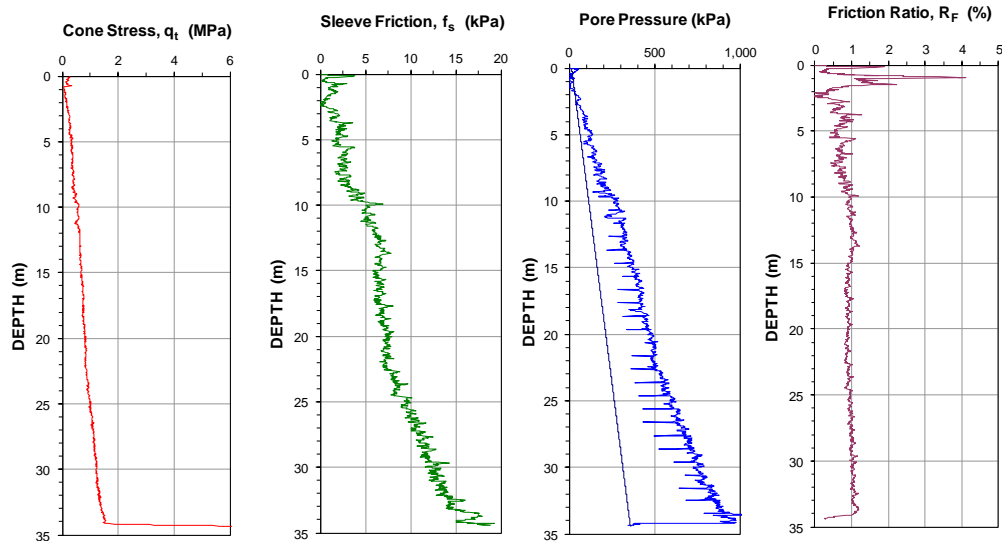 Cone Stress, qt (MPa)
0 2 4 6
0
5
10
15
20
25
30
35
DEPTH (m)
Sleeve Friction, fs (kPa)
0 5 10 15 20
0
5
10
15
20
25
30
35
DEPTH (m)
Pore Pressure (kPa)
0 500 1,000
0
5
10
15
20
25
30
35
DEPTH (m)
Friction Ratio, RF (%)
0 1 2 3 4 5
0
5
10
15
20
25
30
35
DEPTH (m)